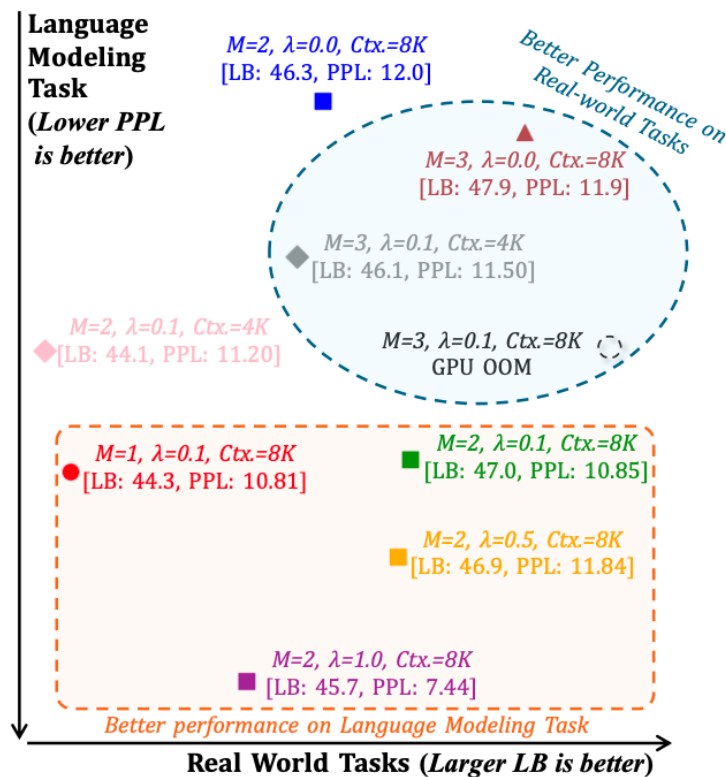 Language
Modeling
Task
(Lower PPL
is better)
M=2, λ=0.0, Ctx.=8K
[LB: 46.3, PPL: 12.0]
Better Performance on
Real-world Tasks
M=3, λ=0.0, Ctx.=8K
[LB: 47.9, PPL: 11.9]
M=3, λ=0.1, Ctx.=4K
[LB: 46.1, PPL: 11.50]
M=2, λ=0.1, Ctx.=4K
[LB: 44.1, PPL: 11.20]
M=3, λ=0.1, Ctx.=8K
GPU OOM
M=1, λ=0.1, Ctx.=8K
[LB: 44.3, PPL: 10.81]
M=2, λ=0.1, Ctx.=8K
[LB: 47.0, PPL: 10.85]
M=2, λ=0.5, Ctx.=8K
[LB: 46.9, PPL: 11.84]
M=2, λ=1.0, Ctx.=8K
[LB: 45.7, PPL: 7.44]
Better performance on Language Modeling Task
Real World Tasks (Larger LB is better)